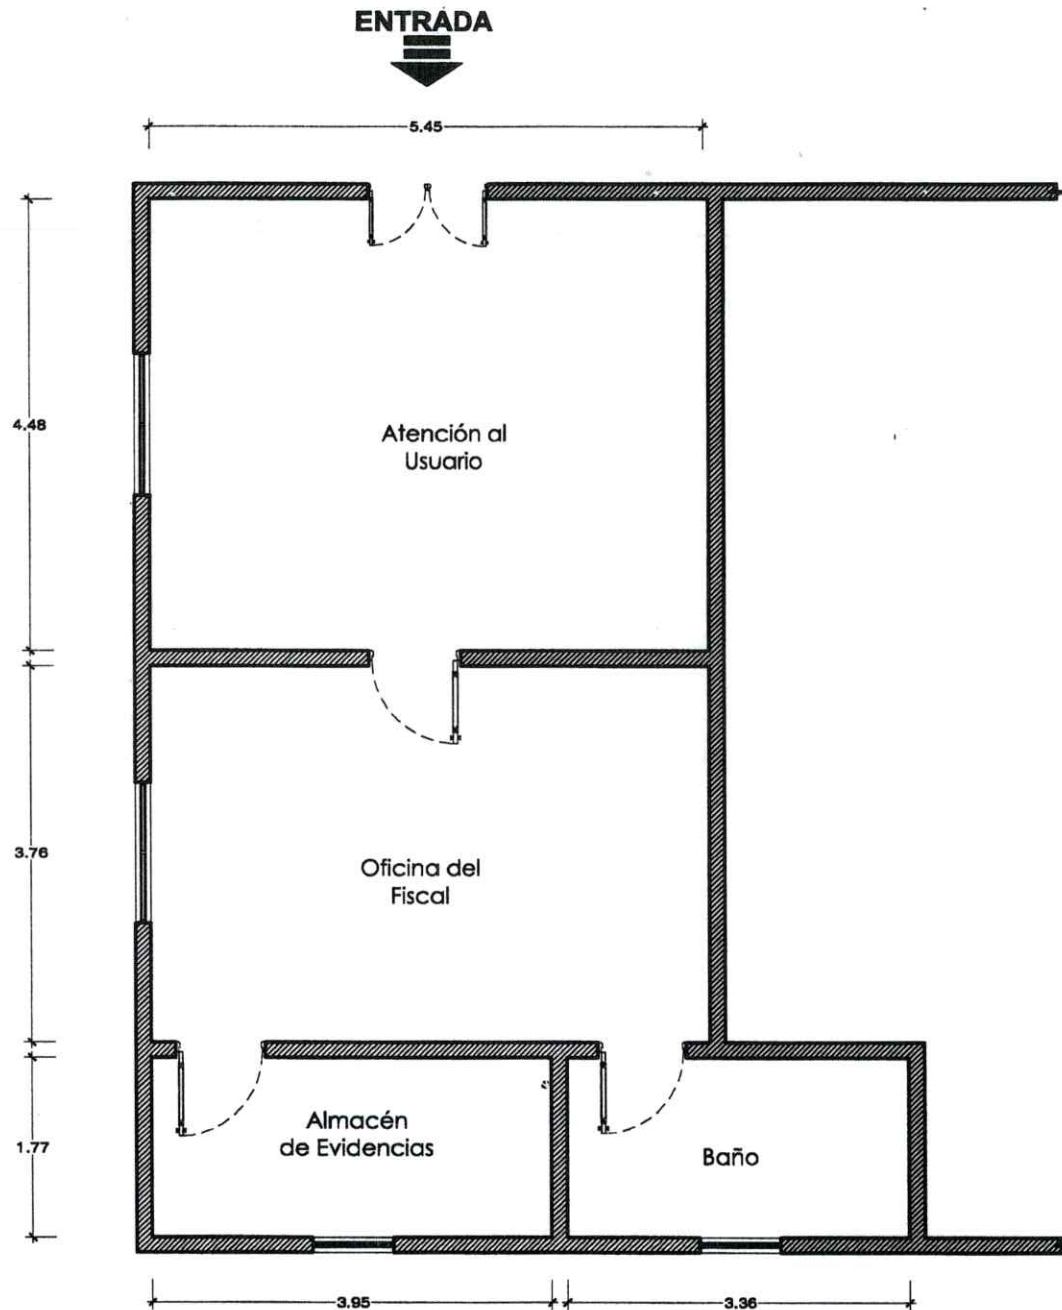 ENTRADA
5.45
4.48
Atención al
Usuario
3.76
Oficina del
Fiscal
1.77
Almacén
de Evidencias
Baño
3.95
3.36